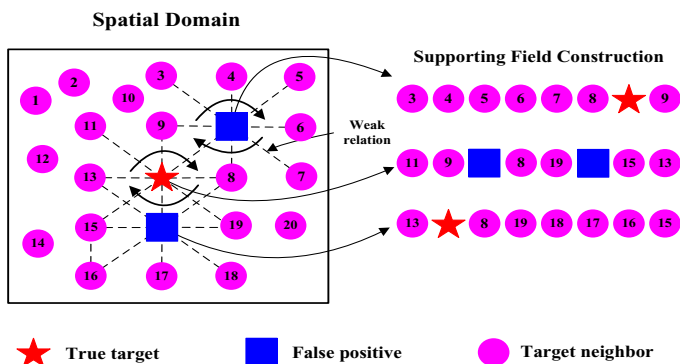 Spatial Domain
Supporting Field Construction
3 4 5
2
1 10
3 4 5 6 7 8 9
11 9 6
Weak
relation
12
13 8 7
11 9 8 19 15 13
15 19 20
14
13 8 19 18 17 16 15
16 17 18
True target False positive Target neighbor